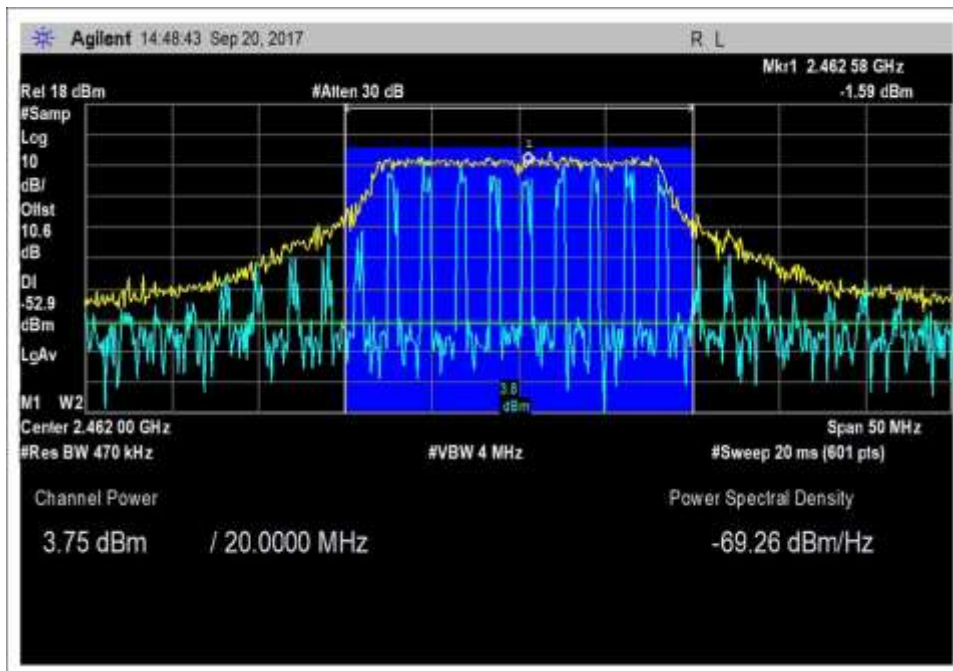 Agilent 14:48:43 Sep 20, 2017 R L
Mkr1 2.462 58 GHz
Ref 18 dBm #Atten 30 dB -1.59 dBm
#Samp
Log
10
dB/
Offst
10.6
dB
DI
-52.9
dBm
LgAv
M1 W2
1
3.8
dBm
Center 2.462 00 GHz Span 50 MHz
#Res BW 470 kHz #VBW 4 MHz #Sweep 20 ms (601 pts)
Channel Power Power Spectral Density
3.75 dBm / 20.0000 MHz -69.26 dBm/Hz